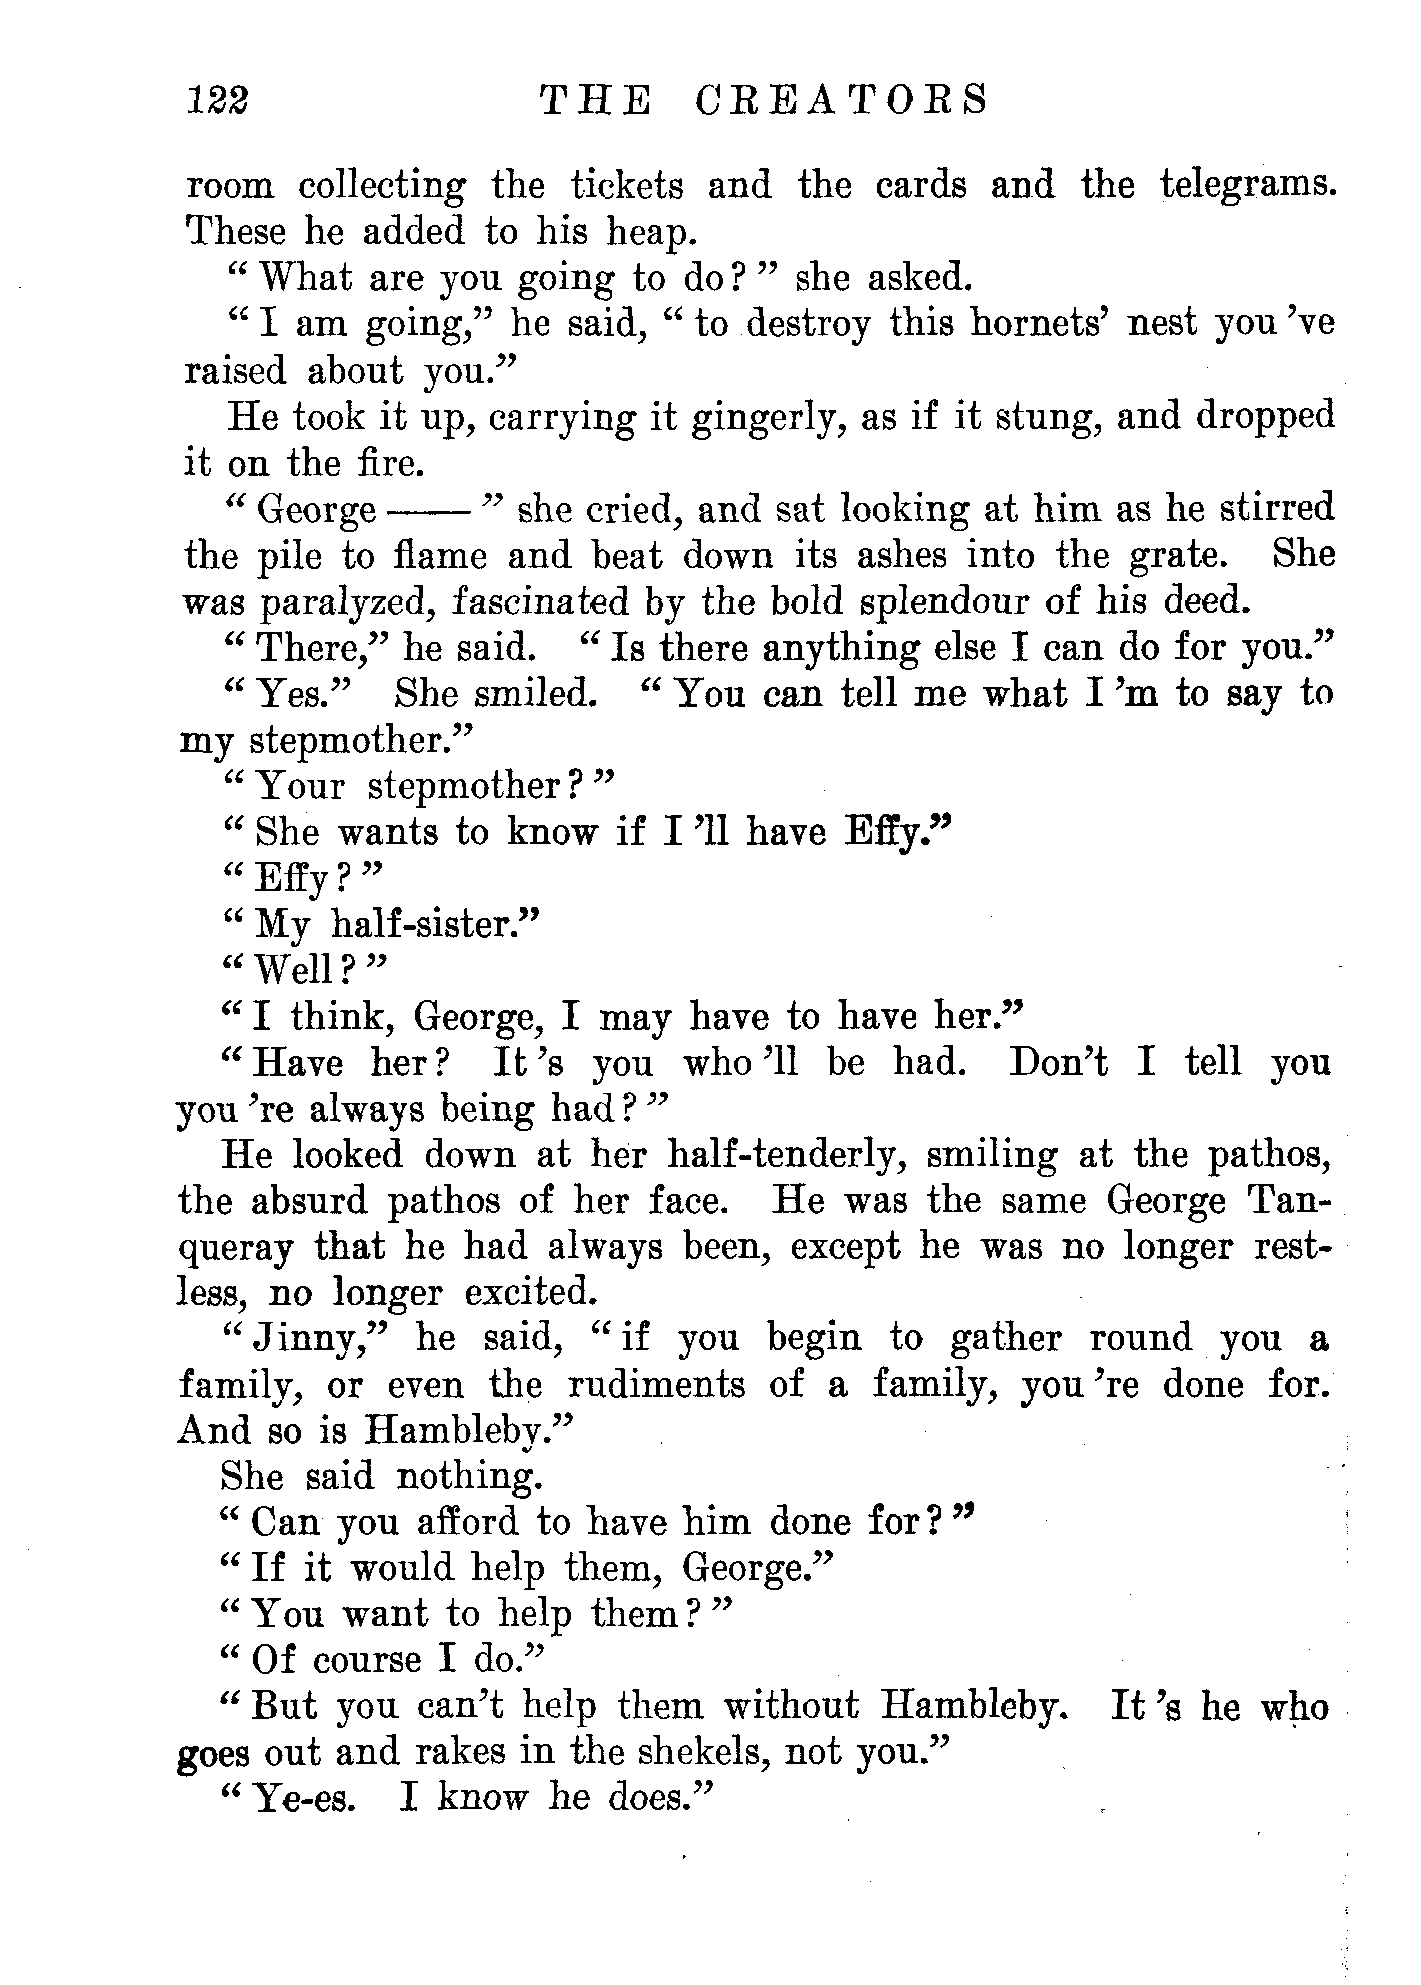 122 THE CREATORS
room collecting the tickets and the cards and the telegrams.
These he added to his heap.
“ What are you going to do? ” she asked.
“ I am going,” he said, “ to destroy this hornets’ nest you ’ve
raised about you.”
He took it up, carrying it gingerly, as if it stung, and dropped
it on the fire.
“ George —— ” she cried, and sat looking at him as he stirred
the pile to flame and beat down its ashes into the grate. She
was paralyzed, fascinated by the bold splendour of his deed.
“ There,” he said. “ Is there anything else I can do for you.”
“ Yes.” She smiled. “ You can tell me what I ’m to say to
my stepmother.”
“ Your stepmother? ”
“ She wants to know if I ’ll have Effy.”
“ Effy? ”
“ My half-sister.”
“ Well? ”
“ I think, George, I may have to have her.”
“ Have her? It ’s you who ’ll be had. Don’t I tell you
you ’re always being had? ”
He looked down at her half-tenderly, smiling at the pathos,
the absurd pathos of her face. He was the same George Tan-
queray that he had always been, except he was no longer rest-
less, no longer excited.
“ Jinny,” he said, “ if you begin to gather round you a
family, or even the rudiments of a family, you ’re done for.
And so is Hambleby.”
She said nothing.
“ Can you afford to have him done for? ”
“ If it would help them, George.”
“ You want to help them? ”
“ Of course I do.”
“ But you can’t help them without Hambleby. It ’s he who
goes out and rakes in the shekels, not you.”
“ Ye-es. I know he does.”